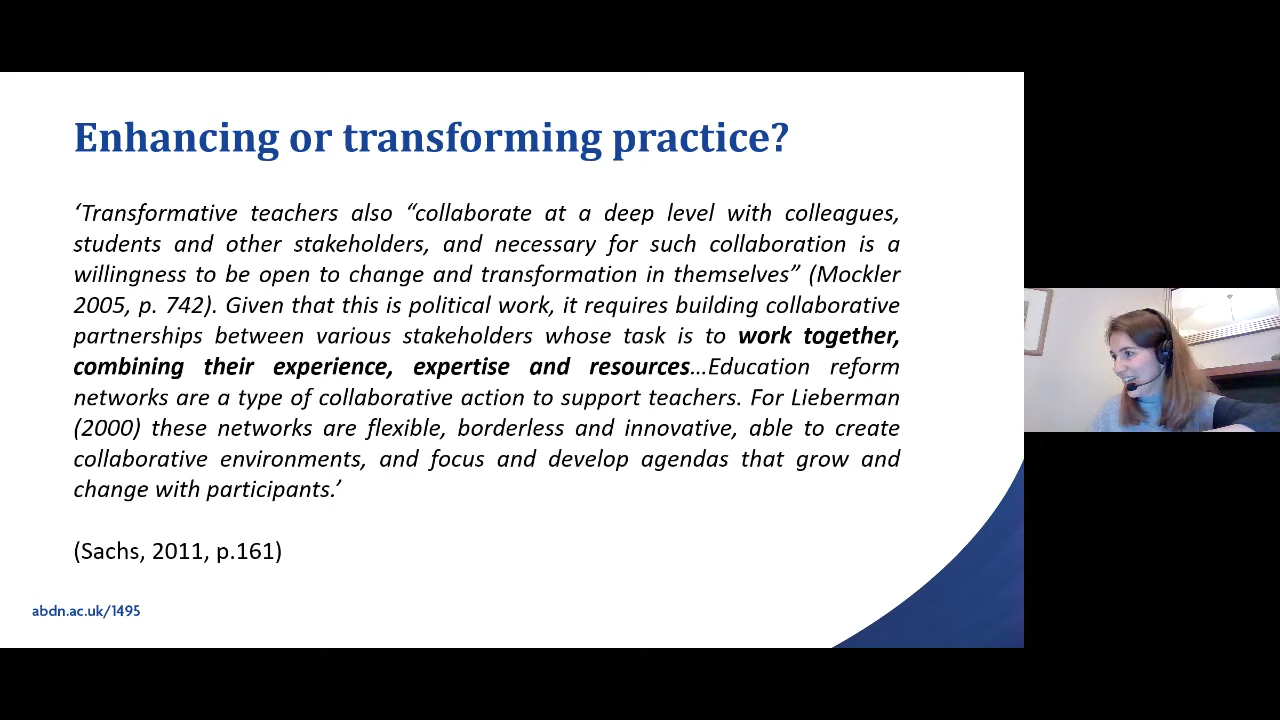 Enhancing or transforming practice?
‘Transformative teachers also “collaborate at a deep level with colleagues,
students and other stakeholders, and necessary for such collaboration is a
willingness to be open to change and transformation in themselves” (Mockler
2005, p. 742). Given that this is political work, it requires building collaborative
partnerships between various stakeholders whose task is to work together,
combining their experience, expertise and resources…Education reform
networks are a type of collaborative action to support teachers. For Lieberman
(2000) these networks are flexible, borderless and innovative, able to create
collaborative environments, and focus and develop agendas that grow and
change with participants.’
(Sachs, 2011, p.161)
abdn.ac.uk/1495